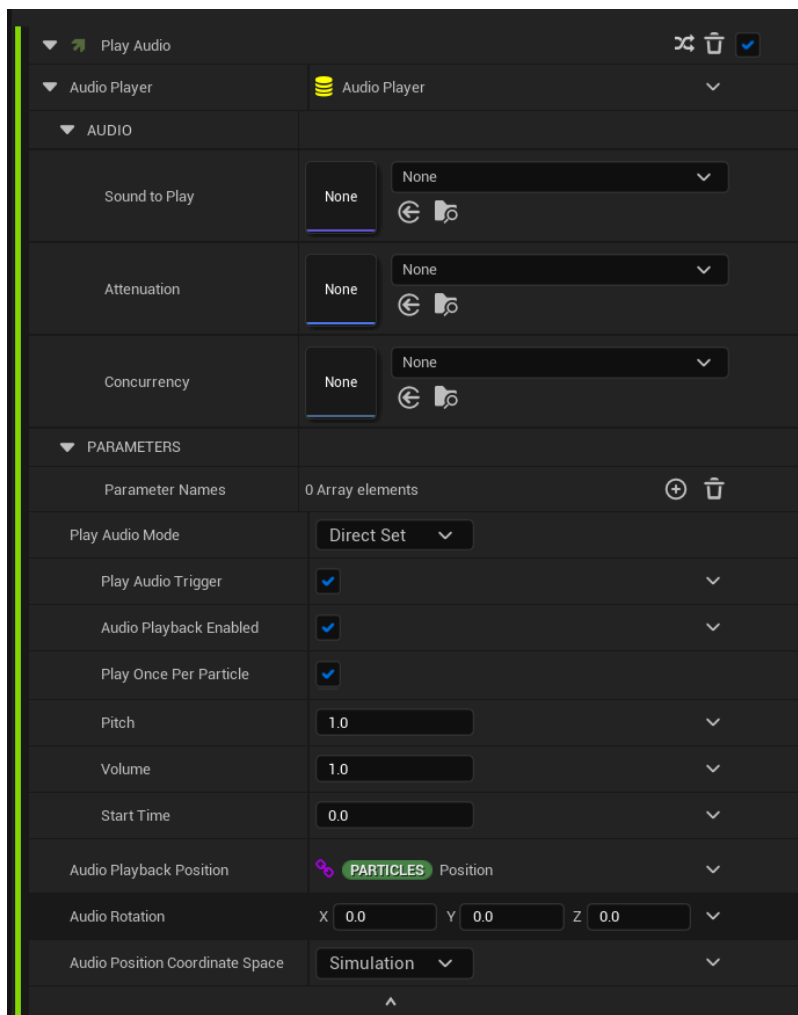 Play Audio
Audio Player Audio Player
AUDIO
Sound to Play None None
Attenuation None None
Concurrency None None
PARAMETERS
Parameter Names 0 Array elements
Play Audio Mode Direct Set
Play Audio Trigger
Audio Playback Enabled
Play Once Per Particle
Pitch 1.0
Volume 1.0
Start Time 0.0
Audio Playback Position PARTICLES Position
Audio Rotation X 0.0 Y 0.0 Z 0.0
Audio Position Coordinate Space Simulation